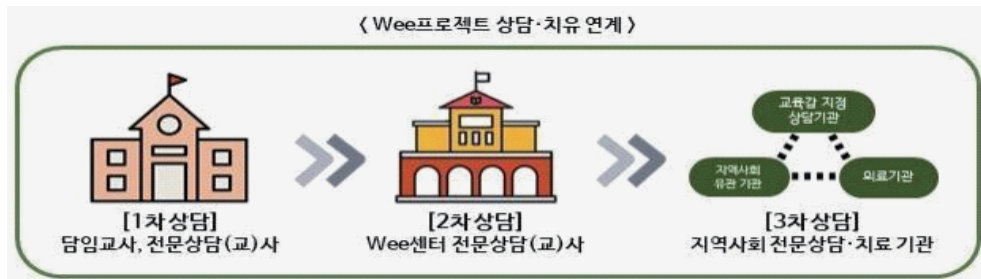 < Wee프로젝트 상담·치유 연계 >
교육감 지정
상담기관
지역사회
유관 기관
의료기관
[1차상담]
담임교사, 전문상담(교)사
[2차상담]
Wee센터 전문상담(교)사
[3차상담]
지역사회 전문상담·치료 기관